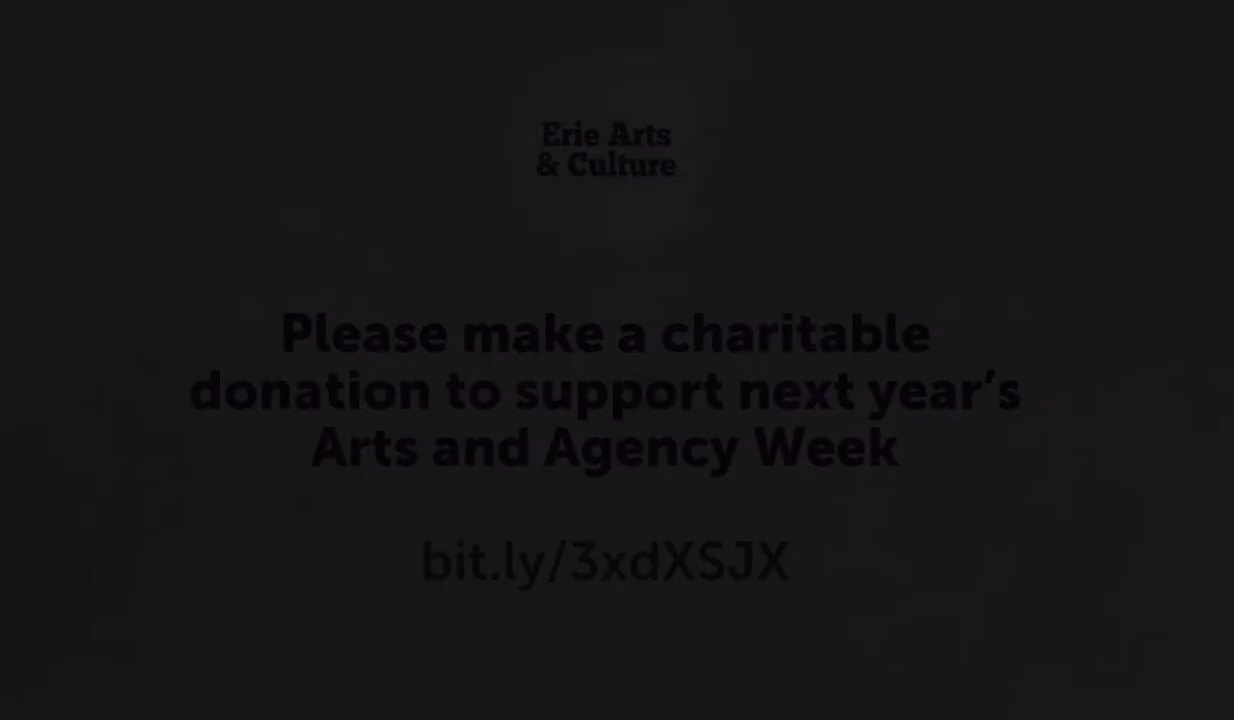 Erie Arts
& Culture
Please make a charitable
donation to support next year’s
Arts and Agency Week
bit.ly/3xdXSJX